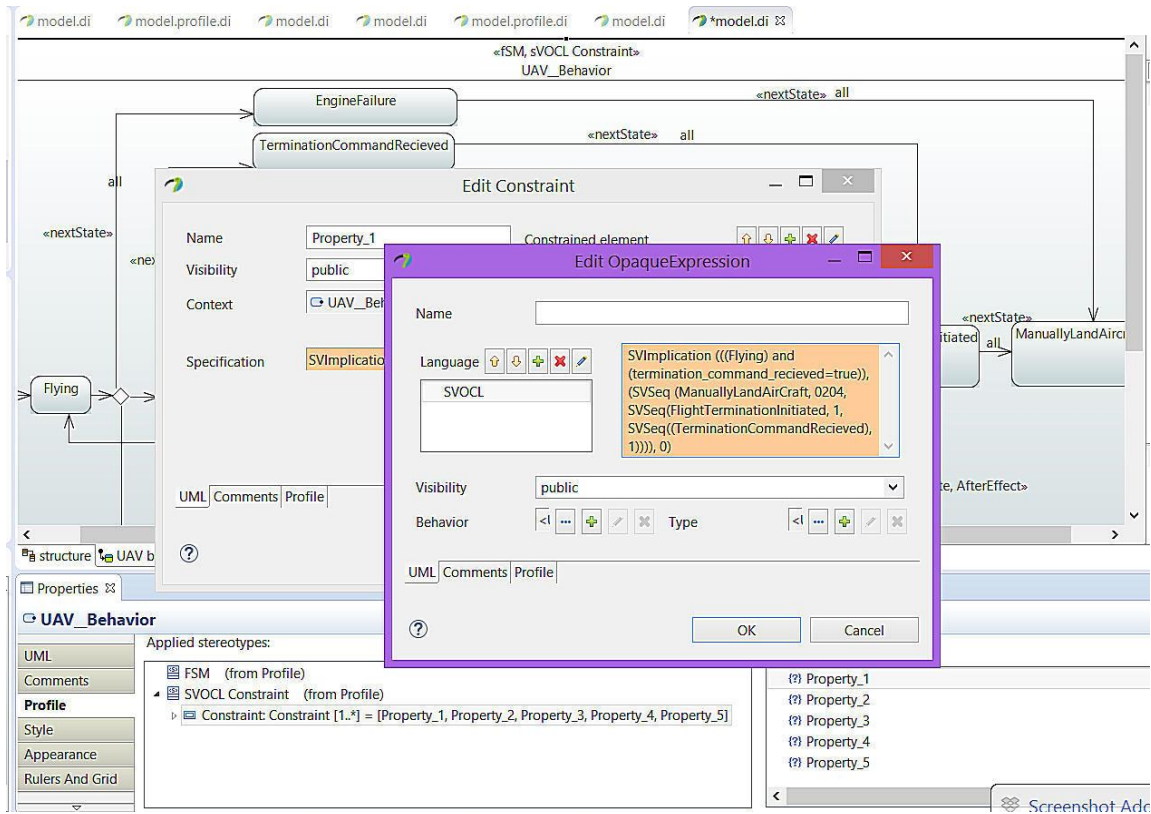 model.di
model.profile.di
model.di
model.di
model.profile.di
model.di
*model.di
«fSM, sVOCL Constraint»
UAV__Behavior
EngineFailure
«nextState» all
TerminationCommandRecieved
«nextState» all
all
«nextState»
Flying
«nextState»
all
ManuallyLandAircr
te, AfterEffect»
structure
UAV b
Edit Constraint
Name
Property_1
Constrained element
Visibility
public
Context
UAV__Beh
Specification
SVImplicatio
UML
Comments
Profile
Edit OpaqueExpression
Name
Language
SVOCL
SVImplication (((Flying) and
(termination_command_recieved=true)),
(SVSeq (ManuallyLandAirCraft, 0204,
SVSeq(FlightTerminationInitiated, 1,
SVSeq((TerminationCommandRecieved),
1)))), 0)
Visibility
public
Behavior
Type
UML
Comments
Profile
OK
Cancel
Properties
UAV__Behavior
UML
Comments
Profile
Style
Appearance
Rulers And Grid
Applied stereotypes:
FSM (from Profile)
SVOCL Constraint (from Profile)
Constraint: Constraint [1..*] = [Property_1, Property_2, Property_3, Property_4, Property_5]
Property_1
Property_2
Property_3
Property_4
Property_5
Screenshot Add